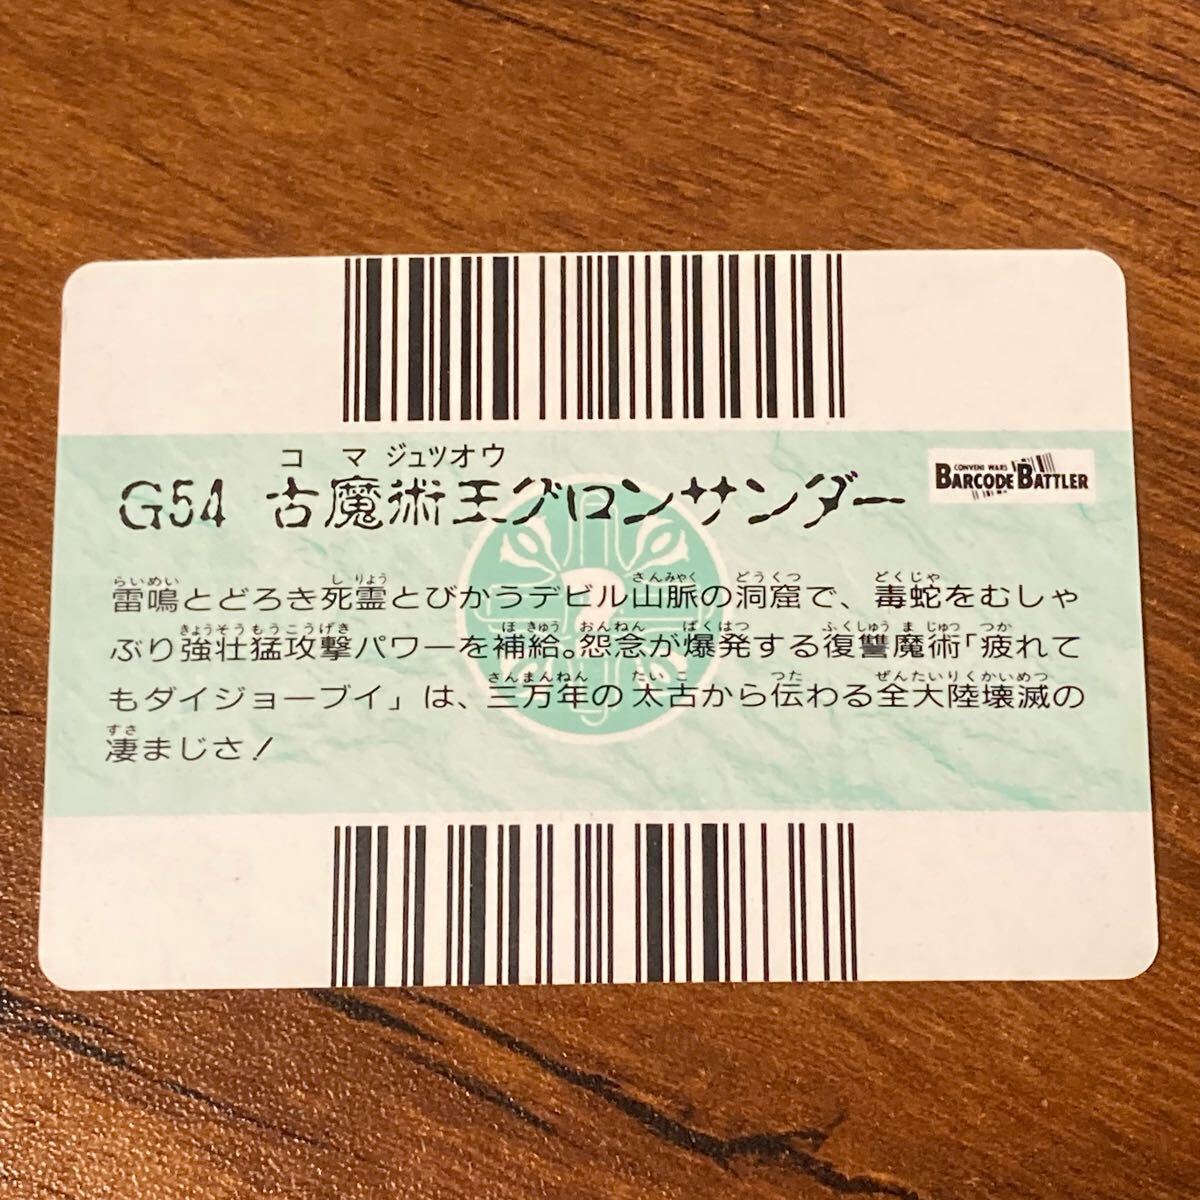 コ マ ジュツオウ
G54 古魔術王グロンサンダー
CONVENI WARS
BARCODE BATTLER
らいめい しりょう さんみゃく どうくつ どくじゃ
雷鳴とどろき死霊とびかうデビル山脈の洞窟で、毒蛇をむしゃ
きょうそうもうこうげき ほきゅう おんねん ばくはつ ふくしゅう ま じゅつ つか
ぶり強壮猛攻撃パワーを補給。怨念が爆発する復讐魔術「疲れて
さんまんねん たいこ つた ぜんたいりくかいめつ
もダイジョーブイ」は、三万年の太古から伝わる全大陸壊滅の
すさ
凄まじさ!